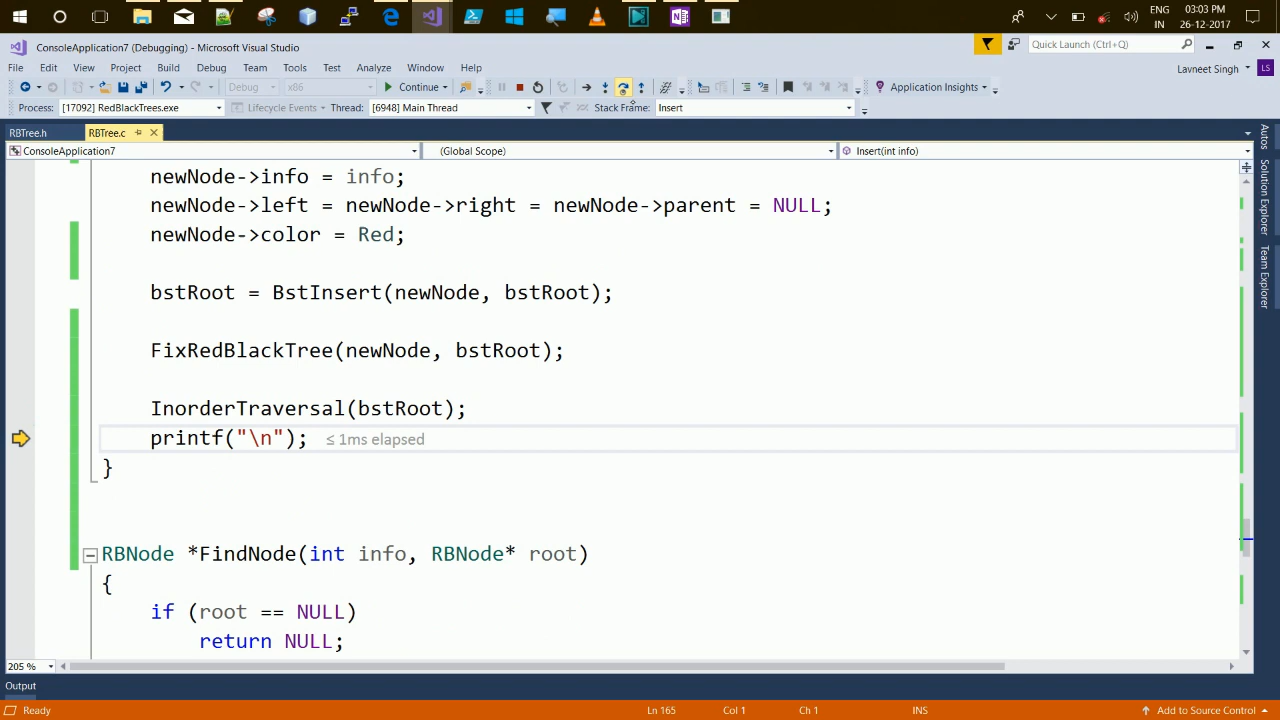 03:03 PM
26-12-2017
EN
IN
ConsoleApplication7 (Debugging) - Microsoft Visual Studio
Quick Launch (Ctrl+Q)
File Edit View Project Build Debug Team Tools Test Analyze Window Help
Lavneet Singh LS
Debug x86 Continue Application Insights
Process: [17092] RedBlackTrees.exe Lifecycle Events Thread: [6948] Main Thread Stack Frame: Insert
RBTree.h RBTree.c
ConsoleApplication7 (Global Scope) Insert(int info)
newNode->info = info;
newNode->left = newNode->right = newNode->parent = NULL;
newNode->color = Red;
bstRoot = BstInsert(newNode, bstRoot);
FixRedBlackTree(newNode, bstRoot);
InorderTraversal(bstRoot);
printf("\n"); ≤ 1ms elapsed
}
RBNode *FindNode(int info, RBNode* root)
{
if (root == NULL)
return NULL;
Autos
Solution Explorer
Team Explorer
205 %
Output
Ready Ln 165 Col 1 Ch 1 INS Add to Source Control